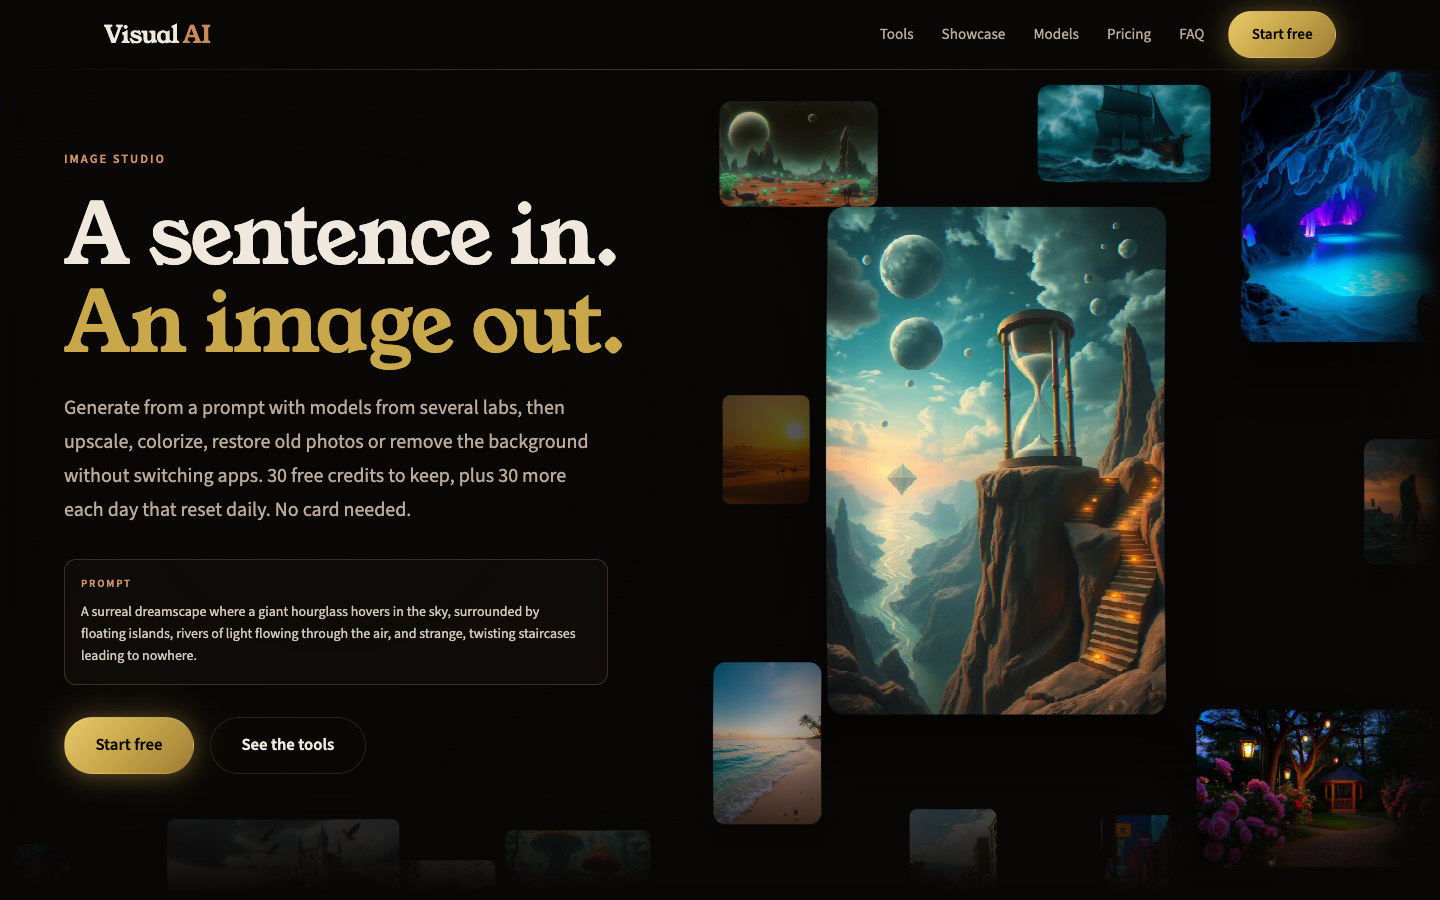 Visual AI
Tools
Showcase
Models
Pricing
FAQ
Start free
IMAGE STUDIO
A sentence in.
An image out.
Generate from a prompt with models from several labs, then
upscale, colorize, restore old photos or remove the background
without switching apps. 30 free credits to keep, plus 30 more
each day that reset daily. No card needed.
PROMPT
A surreal dreamscape where a giant hourglass hovers in the sky, surrounded by
floating islands, rivers of light flowing through the air, and strange, twisting staircases
leading to nowhere.
Start free
See the tools